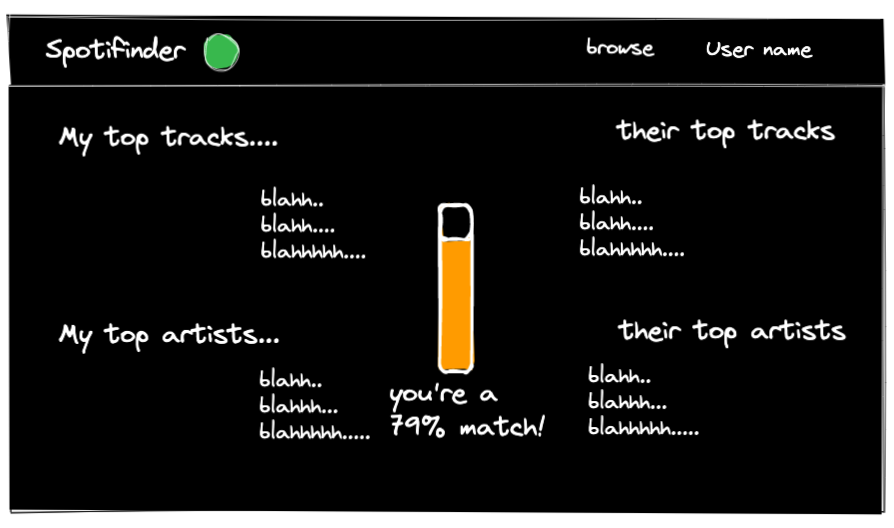 Spotifinder browse User name
My top tracks.... their top tracks
blahh.. blahh..
blahh.... blahh....
blahhhhh.... blahhhhh....
My top artists... their top artists
blahh.. blahh..
blahhh... blahhh...
blahhhhh..... blahhhhh.....
you're a
79% match!